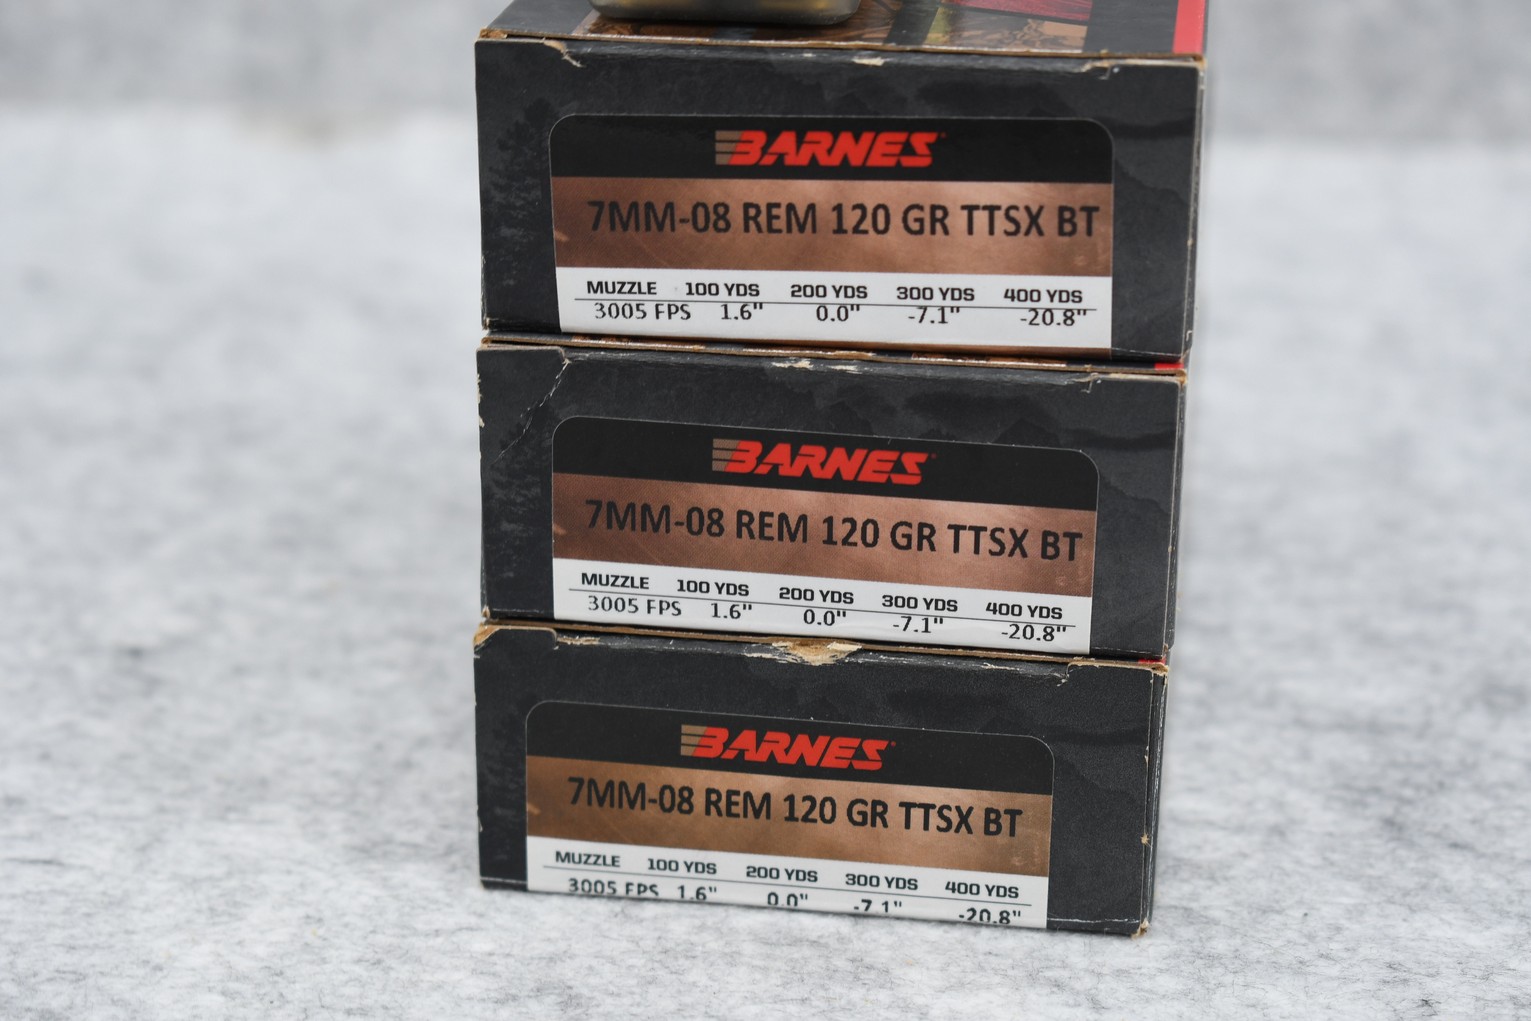 BARNES
7MM-08 REM 120 GR TTSX BT
MUZZLE 100 YDS 200 YDS 300 YDS 400 YDS
3005 FPS 1.6" 0.0" -7.1" -20.8"
BARNES
7MM-08 REM 120 GR TTSX BT
MUZZLE 100 YDS 200 YDS 300 YDS 400 YDS
3005 FPS 1.6" 0.0" -7.1" -20.8"
BARNES
7MM-08 REM 120 GR TTSX BT
MUZZLE 100 YDS 200 YDS 300 YDS 400 YDS
3005 FPS 1.6" 0.0" -7.1" -20.8"